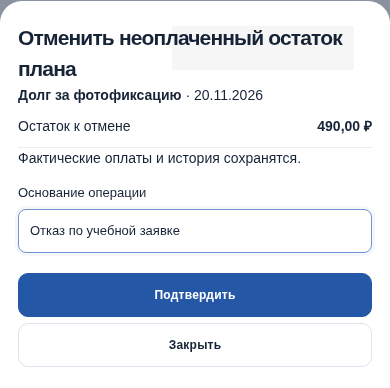 Отменить неоплаченный остаток
плана
Долг за фотофиксацию · 20.11.2026
Остаток к отмене 490,00 ₽
Фактические оплаты и история сохранятся.
Основание операции
Отказ по учебной заявке
Подтвердить
Закрыть